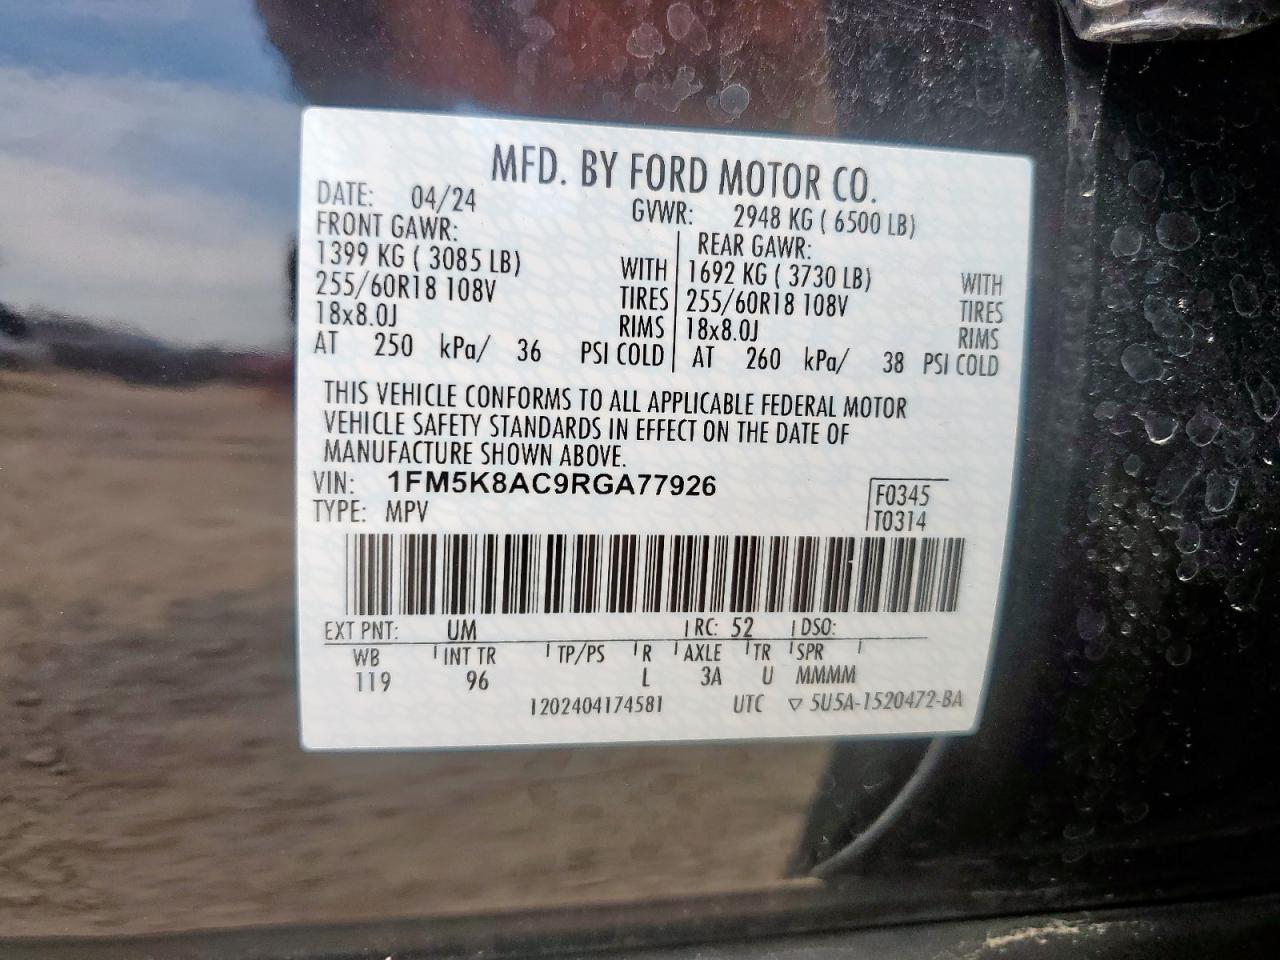 MFD. BY FORD MOTOR CO.
DATE: 04/24 GVWR: 2948 KG ( 6500 LB)
FRONT GAWR: REAR GAWR:
1399 KG ( 3085 LB) WITH 1692 KG ( 3730 LB) WITH
255/60R18 108V TIRES 255/60R18 108V TIRES
18x8.0J RIMS 18x8.0J RIMS
AT 250 kPa/ 36 PSI COLD AT 260 kPa/ 38 PSI COLD
THIS VEHICLE CONFORMS TO ALL APPLICABLE FEDERAL MOTOR
VEHICLE SAFETY STANDARDS IN EFFECT ON THE DATE OF
MANUFACTURE SHOWN ABOVE.
VIN: 1FM5K8AC9RGA77926 F0345
TYPE: MPV T0314
EXT PNT: UM RC: 52 DSO:
WB INT TR TP/PS R AXLE TR SPR
119 96 L 3A U MMMM
1202404174581 UTC ▽ 5U5A-1520472-BA